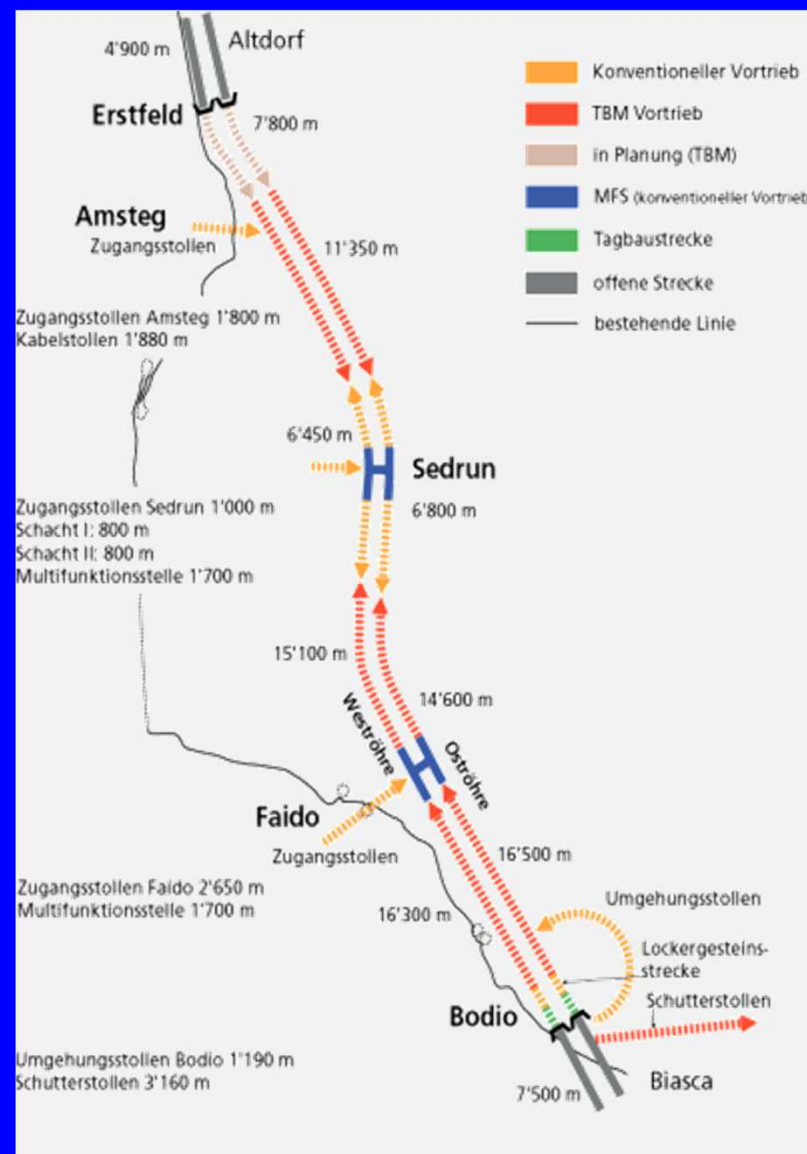 4'900 m
Altdorf
Erstfeld
7'800 m
Amsteg
Zugangsstollen
11'350 m
Konventioneller Vortrieb
TBM Vortrieb
in Planung (TBM)
MFS (konventioneller Vortrieb
Tagbaustrecke
offene Strecke
bestehende Linie
Zugangsstollen Amsteg 1'800 m
Kabelstollen 1'880 m
6'450 m
Sedrun
6'800 m
Zugangsstollen Sedrun 1'000 m
Schacht I: 800 m
Schacht II: 800 m
Multifunktionsstelle 1'700 m
15'100 m
14'600 m
Weströhre
Oströhre
Faido
Zugangsstollen
16'500 m
Zugangsstollen Faido 2'650 m
Multifunktionsstelle 1'700 m
16'300 m
Umgehungsstollen
Lockergesteins-
strecke
Schutterstollen
Bodio
Umgehungsstollen Bodio 1'190 m
Schutterstollen 3'160 m
7'500 m
Biasca